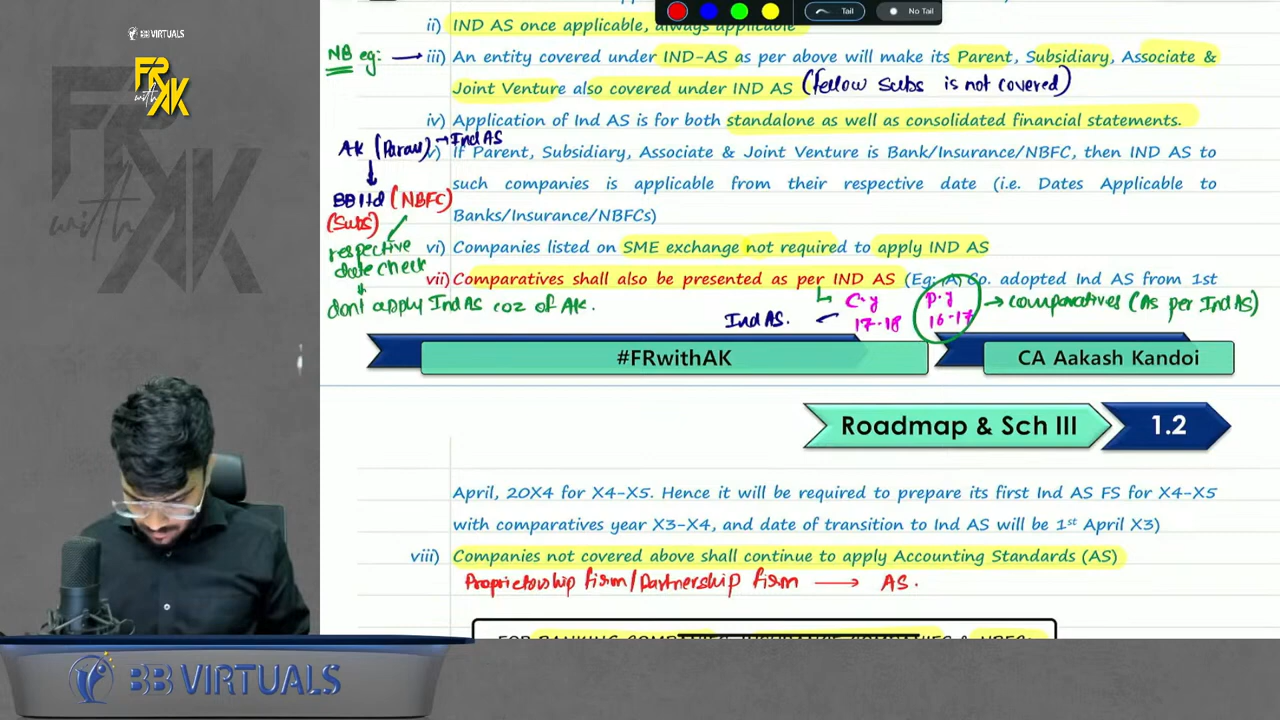 BB VIRTUALS
FR
with
AK
Tail
No Tail
ii) IND AS once applicable, always applicable
NB eg: → iii) An entity covered under IND-AS as per above will make its Parent, Subsidiary, Associate &
Joint Venture also covered under IND AS (fellow subs is not covered)
iv) Application of Ind AS is for both standalone as well as consolidated financial statements.
AK (Parent) → Ind AS
v) If Parent, Subsidiary, Associate & Joint Venture is Bank/Insurance/NBFC, then IND AS to
such companies is applicable from their respective date (i.e. Dates Applicable to
BB ltd (NBFC)
Banks/Insurance/NBFCs)
(Subs)
respective
date check
vi) Companies listed on SME exchange not required to apply IND AS
vii) Comparatives shall also be presented as per IND AS (Eg: (A) Co. adopted Ind AS from 1st
dont apply Ind AS coz of AK.
Ind AS.
C.y
17-18
P.y
16-17
→ comparatives (As per Ind AS)
#FRwithAK
CA Aakash Kandoi
Roadmap & Sch III
1.2
April, 20X4 for X4-X5. Hence it will be required to prepare its first Ind AS FS for X4-X5
with comparatives year X3-X4, and date of transition to Ind AS will be 1st April X3)
viii) Companies not covered above shall continue to apply Accounting Standards (AS)
Proprietorship firm/Partnership firm → AS.
BB VIRTUALS